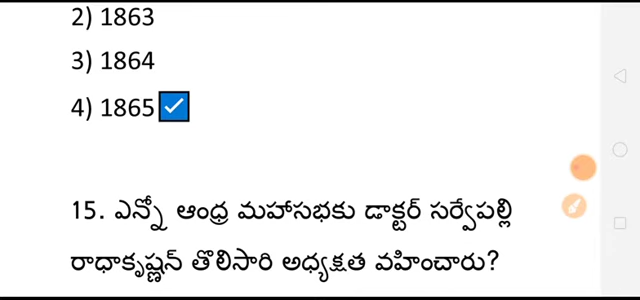 2) 1863
3) 1864
4) 1865
15. ఎన్నో ఆంధ్ర మహాసభకు డాక్టర్ సర్వేపల్లి
రాధాకృష్ణన్ తొలిసారి అధ్యక్షత వహించారు?